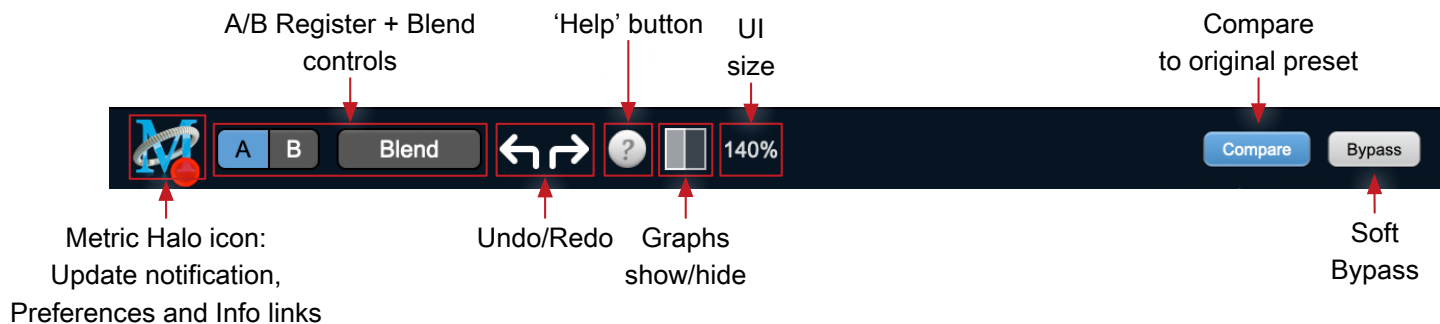 A/B Register + Blend
controls
‘Help’ button
UI
size
Compare
to original preset
A
B
Blend
?
140%
Compare
Bypass
Metric Halo icon:
Update notification,
Preferences and Info links
Undo/Redo
Graphs
show/hide
Soft
Bypass